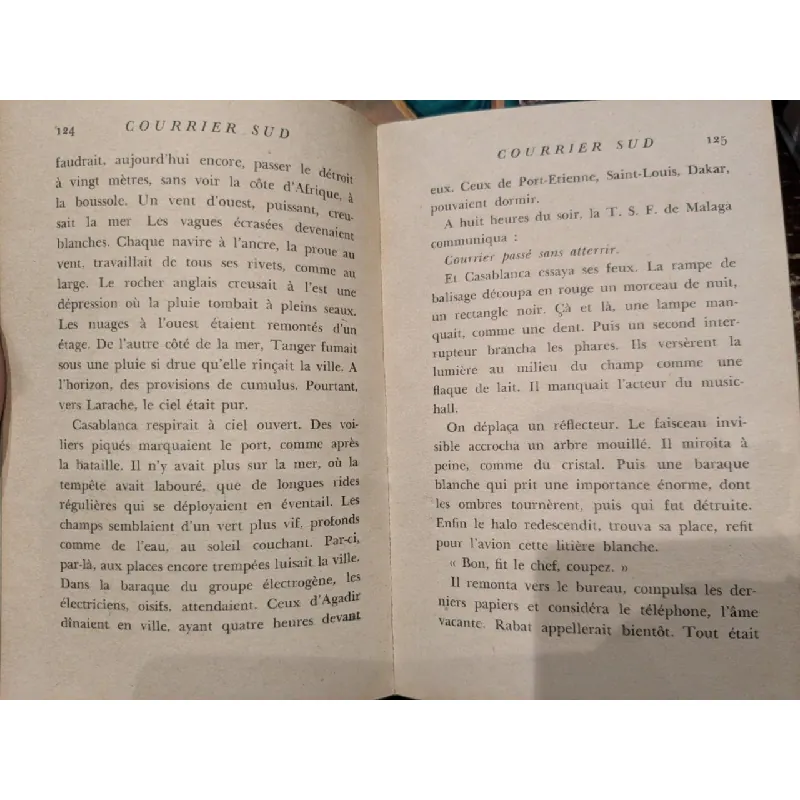 124 COURRIER SUD
faudrait, aujourd'hui encore, passer le détroit
à vingt mètres, sans voir la côte d'Afrique, à
la boussole. Un vent d'ouest, puissant, creu-
sait la mer Les vagues écrasées devenaient
blanches. Chaque navire à l'ancre, la proue au
vent, travaillait de tous ses rivets, comme au
large. Le rocher anglais creusait à l'est une
dépression où la pluie tombait à pleins seaux.
Les nuages à l'ouest étaient remontés d'un
étage. De l'autre côté de la mer, Tanger fumait
sous une pluie si drue qu'elle rinçait la ville. A
l'horizon, des provisions de cumulus. Pourtant,
vers Larache, le ciel était pur.
Casablanca respirait à ciel ouvert. Des voi-
liers piqués marquaient le port, comme après
la bataille. Il n'y avait plus sur la mer, où la
tempête avait labouré, que de longues rides
régulières qui se déployaient en éventail. Les
champs semblaient d'un vert plus vif, profonds
comme de l'eau, au soleil couchant. Par-ci,
par-là, aux places encore trempées luisait la ville.
Dans la baraque du groupe électrogène, les
électriciens, oisifs, attendaient. Ceux d'Agadir
dînaient en ville, ayant quatre heures devant
COURRIER SUD 125
eux. Ceux de Port-Etienne, Saint-Louis, Dakar,
pouvaient dormir.
A huit heures du soir, la T. S. F. de Malaga
communiqua :
Courrier passé sans atterrir.
Et Casablanca essaya ses feux. La rampe de
balisage découpa en rouge un morceau de nuit,
un rectangle noir. Çà et là, une lampe man-
quait, comme une dent. Puis un second inter-
rupteur brancha les phares. Ils versèrent la
lumière au milieu du champ comme une
flaque de lait. Il manquait l'acteur du music-
hall.
On déplaça un réflecteur. Le faisceau invi-
sible accrocha un arbre mouillé. Il miroita à
peine, comme du cristal. Puis une baraque
blanche qui prit une importance énorme, dont
les ombres tournèrent, puis qui fut détruite.
Enfin le halo redescendit, trouva sa place, refit
pour l'avion cette litière blanche.
« Bon, fit le chef, coupez. »
Il remonta vers le bureau, compulsa les der-
niers papiers et considéra le téléphone, l'âme
vacante. Rabat appellerait bientôt. Tout était